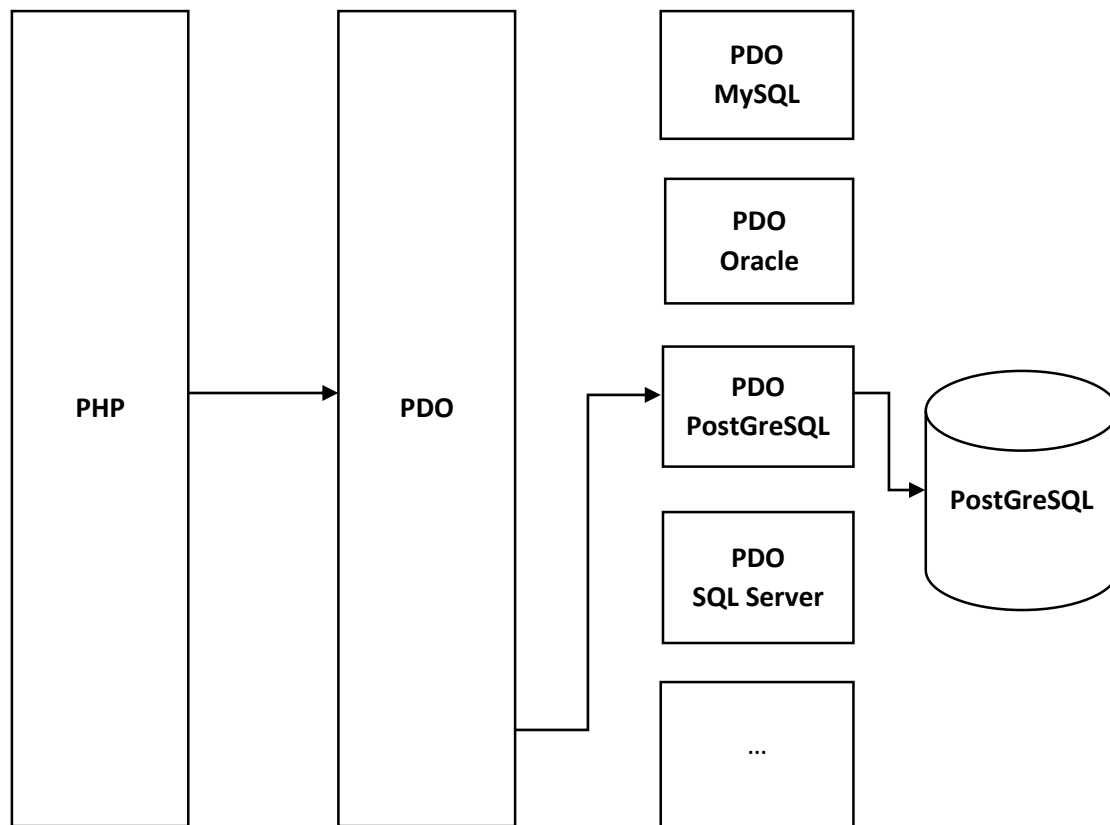 PHP
PDO
PDO
MySQL
PDO
Oracle
PDO
PostGreSQL
PDO
SQL Server
...
PostGreSQL